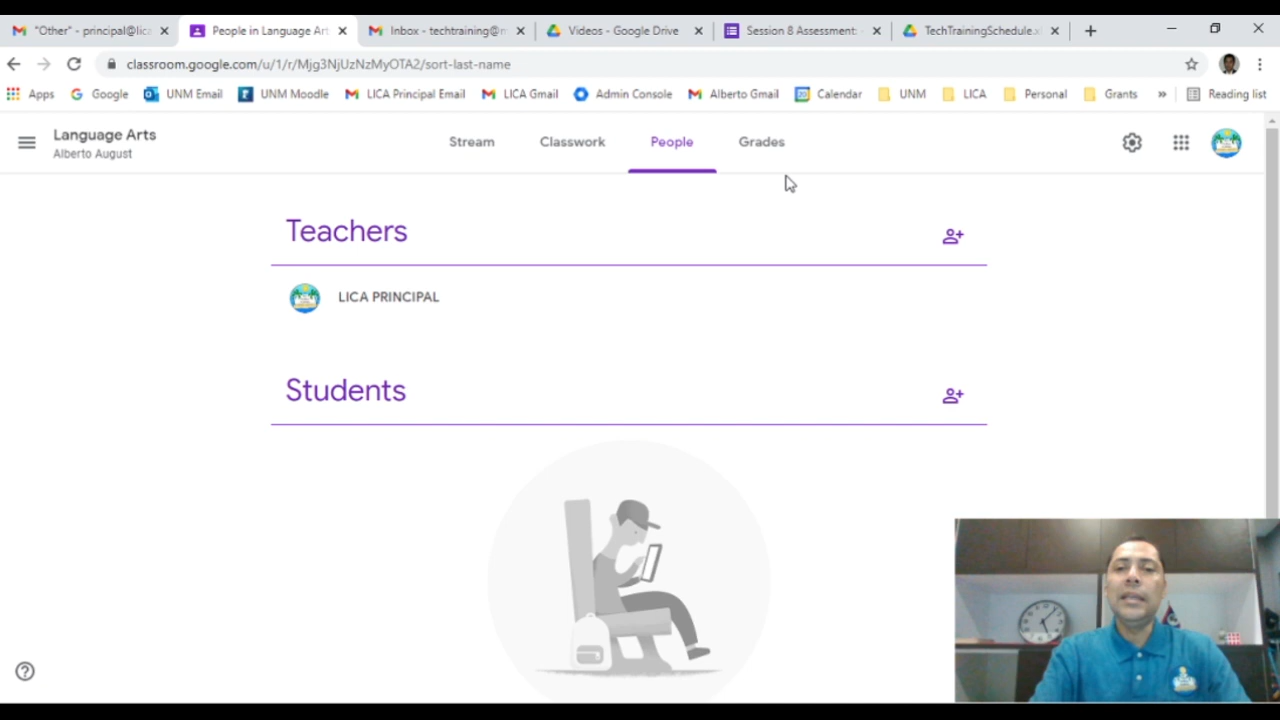 "Other" - principal@lica
People in Language Art
Inbox - techtraining@m
Videos - Google Drive
Session 8 Assessment:
TechTrainingSchedule.x
classroom.google.com/u/1/r/Mjg3NjUzNzMyOTA2/sort-last-name
Apps
Google
UNM Email
UNM Moodle
LICA Principal Email
LICA Gmail
Admin Console
Alberto Gmail
Calendar
UNM
LICA
Personal
Grants
»
Reading list
Language Arts
Alberto August
Stream
Classwork
People
Grades
Teachers
LICA PRINCIPAL
Students